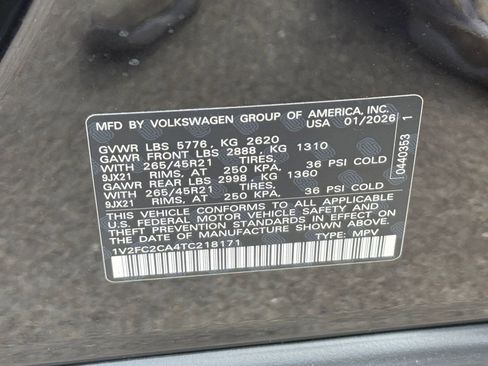 MFD BY VOLKSWAGEN GROUP OF AMERICA, INC.
USA 01/2026
GVWR LBS 5776, KG 2620
GAWR FRONT LBS 2888, KG 1310
WITH 265/45R21 TIRES,
9JX21 RIMS, AT 250 KPA, 36 PSI COLD
GAWR REAR LBS 2998, KG 1360
WITH 265/45R21 TIRES,
9JX21 RIMS, AT 250 KPA, 36 PSI COLD
THIS VEHICLE CONFORMS TO ALL APPLICABLE
U.S. FEDERAL MOTOR VEHICLE SAFETY AND
THEFT PREVENTION STANDARDS IN EFFECT ON
THE DATE OF MANUFACTURE SHOWN ABOVE.
1V2FC2CA4TC218171 TYPE: MPV
0440353 1